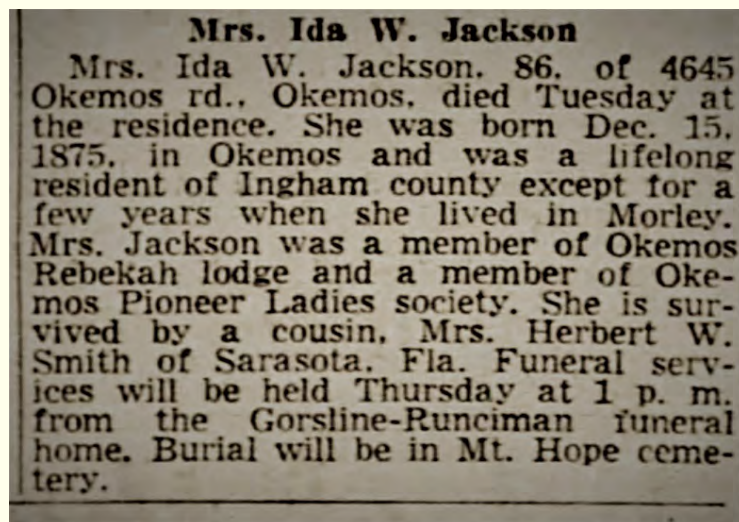 Mrs. Ida W. Jackson
Mrs. Ida W. Jackson, 86, of 4645
Okemos rd., Okemos, died Tuesday at
the residence. She was born Dec. 15,
1875, in Okemos and was a lifelong
resident of Ingham county except for a
few years when she lived in Morley.
Mrs. Jackson was a member of Okemos
Rebekah lodge and a member of Oke-
mos Pioneer Ladies society. She is sur-
vived by a cousin, Mrs. Herbert W.
Smith of Sarasota, Fla. Funeral serv-
ices will be held Thursday at 1 p. m.
from the Gorsline-Runciman funeral
home. Burial will be in Mt. Hope ceme-
tery.